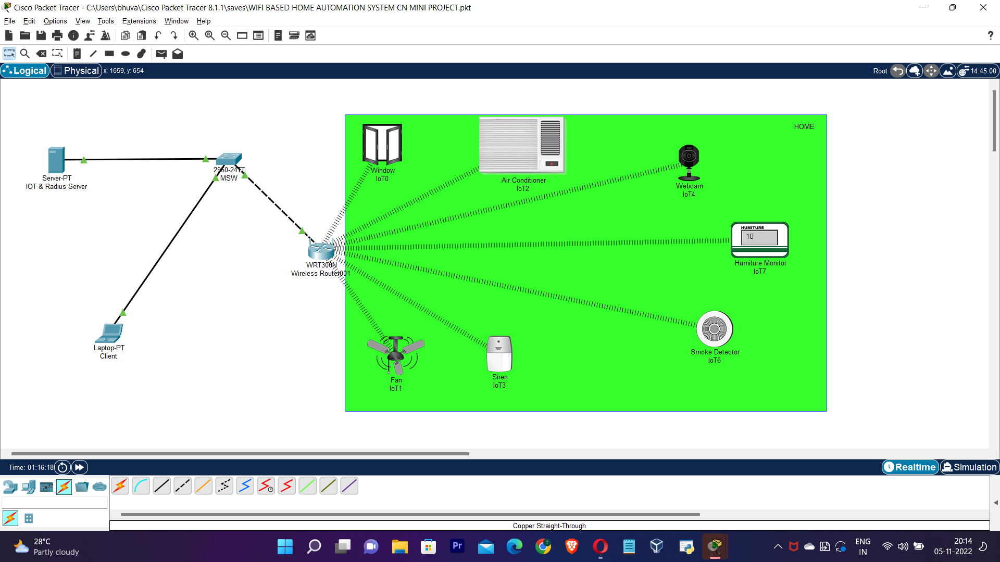 Cisco Packet Tracer - C:\Users\bhuva\Cisco Packet Tracer 8.1.1\saves\WIFI BASED HOME AUTOMATION SYSTEM CN MINI PROJECT.pkt
File Edit Options View Tools Extensions Window Help
?
Logical Physical x: 1659, y: 654
Root 14:45:00
HOME
Window
IoT0
Air Conditioner
IoT2
Webcam
IoT4
Server-PT
IOT & Radius Server
2960-24TT
MSW
HUMITURE
18
Humiture Monitor
IoT7
WRT300N
Wireless Router001
Laptop-PT
Client
Smoke Detector
IoT6
Fan
IoT1
Siren
IoT3
Time: 01:16:18
Realtime Simulation
Copper Straight-Through
28°C
Partly cloudy
Pr
T
ENG
IN
20:14
05-11-2022